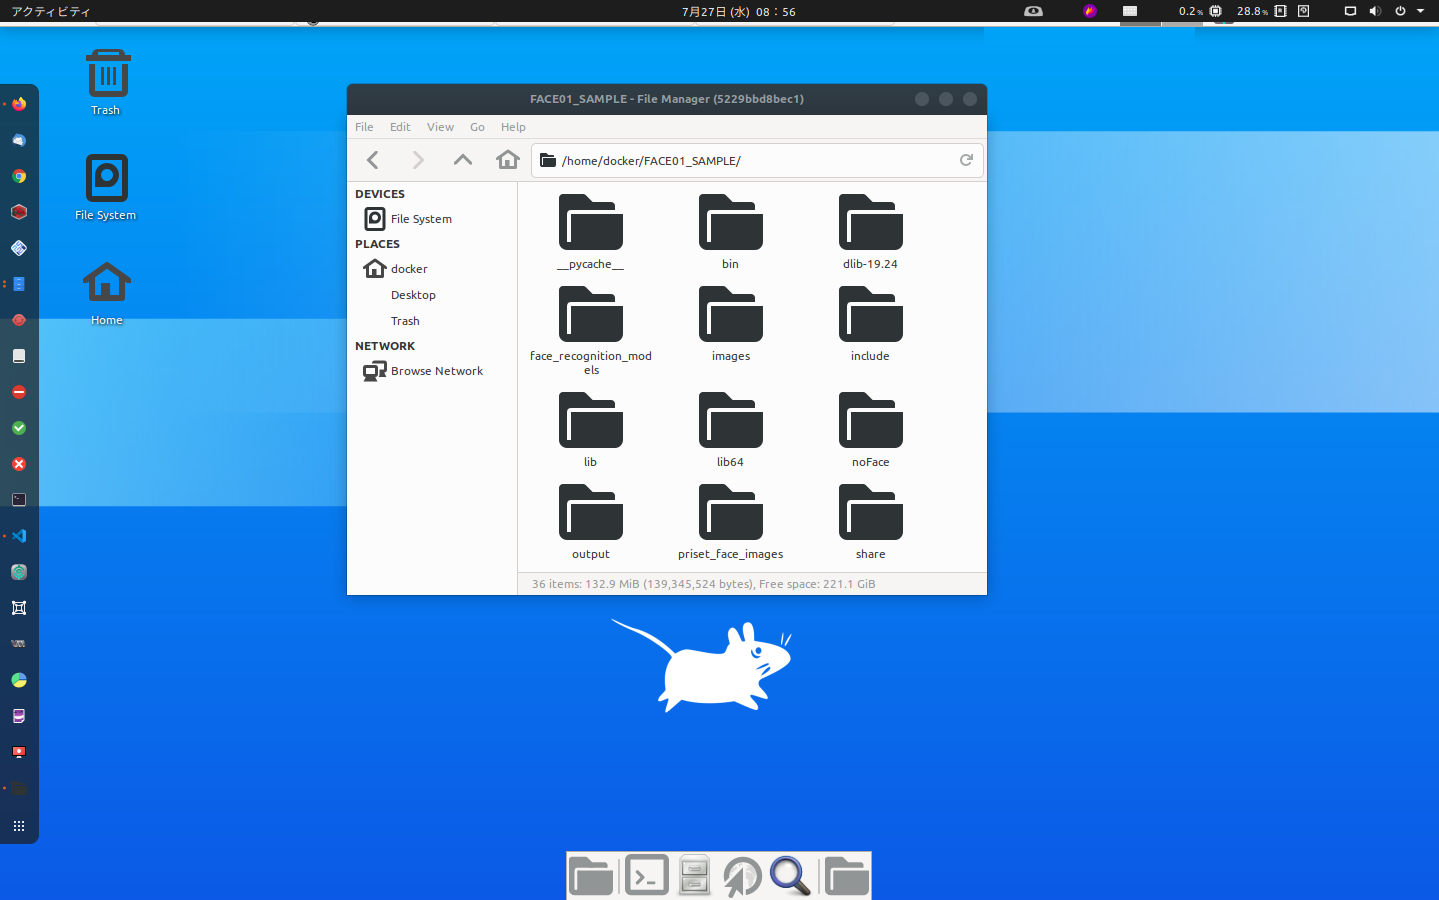 アクティビティ
7月27日 (水) 08：56
0.2%
28.8%
Trash
File System
Home
FACE01_SAMPLE - File Manager (5229bbd8bec1)
File Edit View Go Help
/home/docker/FACE01_SAMPLE/
DEVICES
File System
PLACES
docker
Desktop
Trash
NETWORK
Browse Network
__pycache__
bin
dlib-19.24
face_recognition_mod
els
images
include
lib
lib64
noFace
output
priset_face_images
share
36 items: 132.9 MiB (139,345,524 bytes), Free space: 221.1 GiB